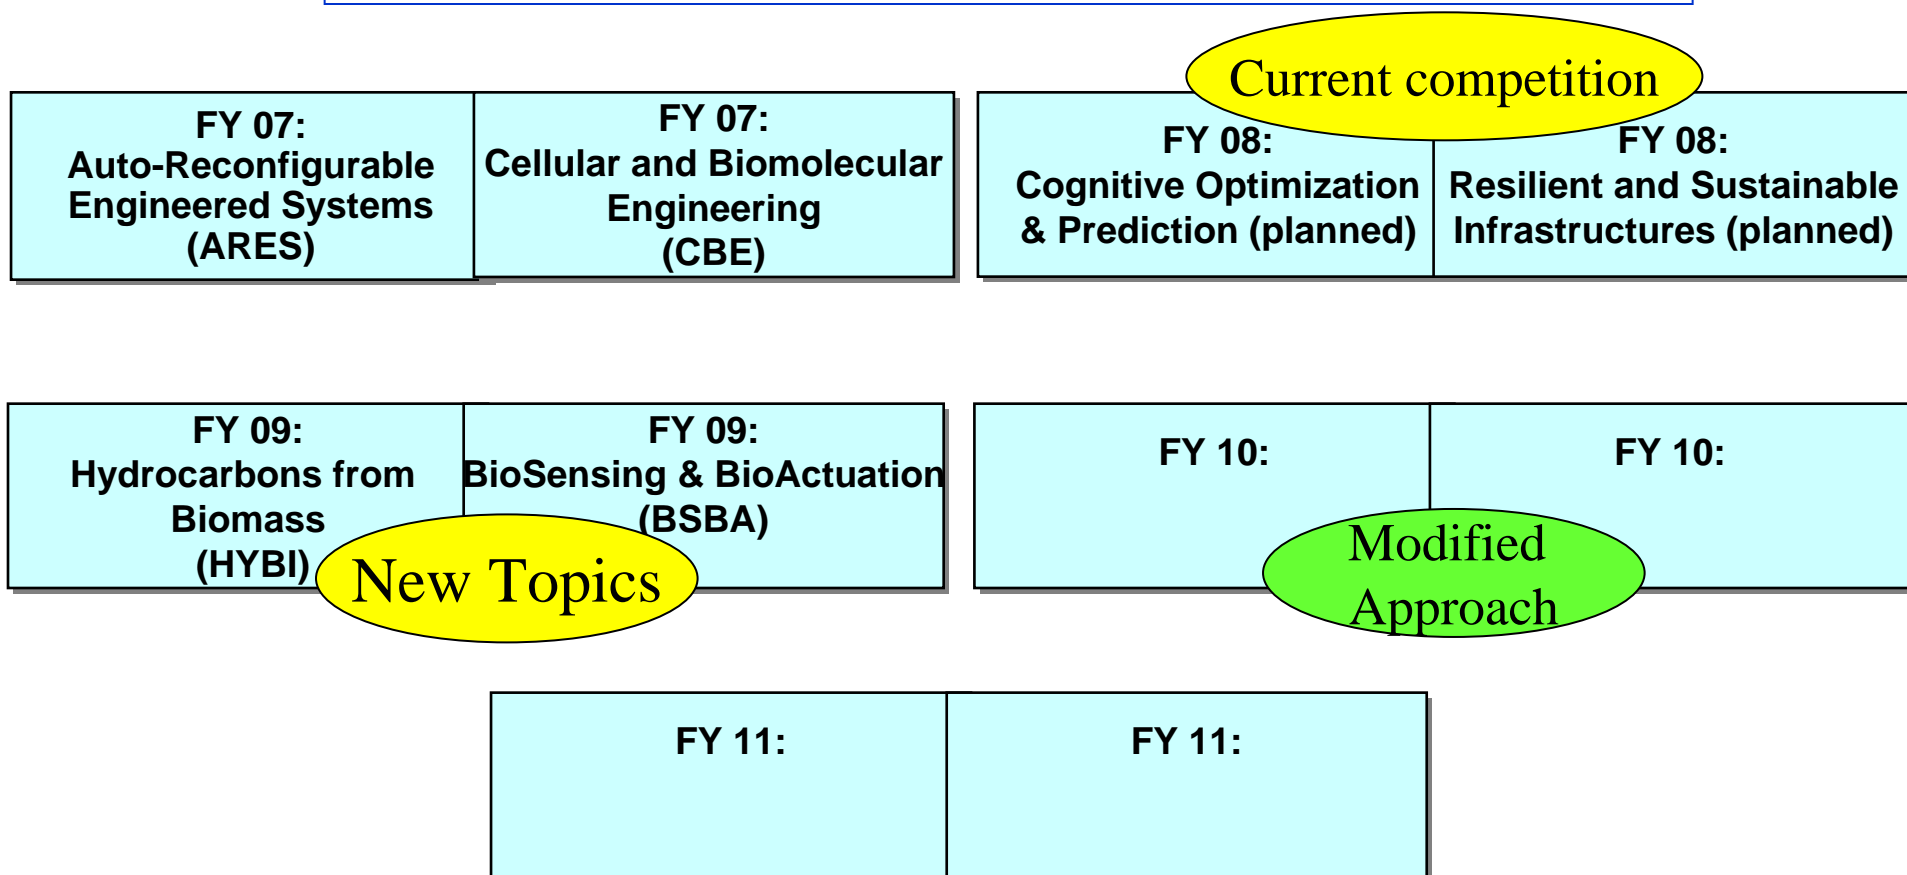 Current competition
FY 07:
Auto-Reconfigurable
Engineered Systems
(ARES)
FY 07:
Cellular and Biomolecular
Engineering
(CBE)
FY 08:
Cognitive Optimization
& Prediction (planned)
FY 08:
Resilient and Sustainable
Infrastructures (planned)
FY 09:
Hydrocarbons from
Biomass
(HYBI)
FY 09:
BioSensing & BioActuation
(BSBA)
New Topics
FY 10:
FY 10:
Modified
Approach
FY 11:
FY 11: